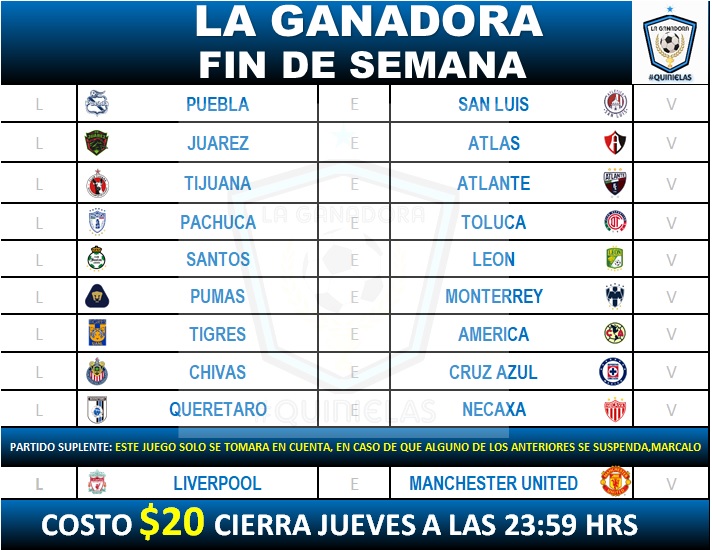 LA GANADORA
FIN DE SEMANA
LA GANADORA
#QUINIELAS
L PUEBLA E SAN LUIS V
L JUAREZ E ATLAS V
L TIJUANA E ATLANTE V
L PACHUCA E TOLUCA V
L SANTOS E LEON V
L PUMAS E MONTERREY V
L TIGRES E AMERICA V
L CHIVAS E CRUZ AZUL V
L QUERETARO E NECAXA V
LA GANADORA
#QUINIELAS
PARTIDO SUPLENTE: ESTE JUEGO SOLO SE TOMARA EN CUENTA, EN CASO DE QUE ALGUNO DE LOS ANTERIORES SE SUSPENDA,MARCALO
L LIVERPOOL E MANCHESTER UNITED V
COSTO $20 CIERRA JUEVES A LAS 23:59 HRS